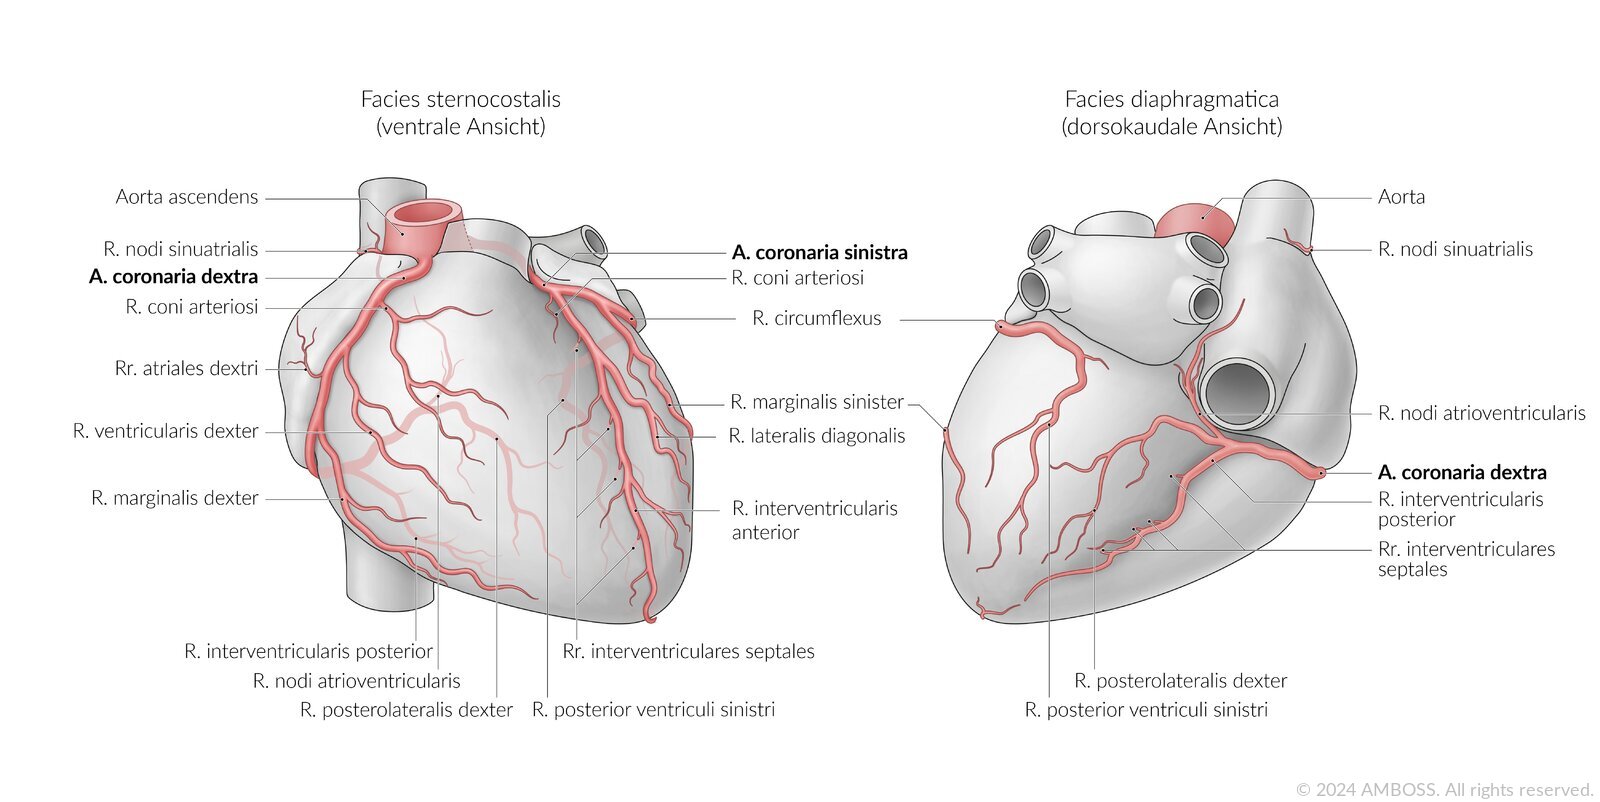 Facies sternocostalis
(ventrale Ansicht)
Aorta ascendens
R. nodi sinuatrialis
A. coronaria dextra
R. coni arteriosi
Rr. atriales dextri
R. ventricularis dexter
R. marginalis dexter
R. interventricularis posterior
R. nodi atrioventricularis
R. posterolateralis dexter
A. coronaria sinistra
R. coni arteriosi
R. circumflexus
R. marginalis sinister
R. lateralis diagonalis
R. interventricularis
anterior
Rr. interventriculares septales
R. posterior ventriculi sinistri
Facies diaphragmatica
(dorsokaudale Ansicht)
Aorta
R. nodi sinuatrialis
R. nodi atrioventricularis
A. coronaria dextra
R. interventricularis
posterior
Rr. interventriculares
septales
R. posterolateralis dexter
R. posterior ventriculi sinistri
© 2024 AMBOSS. All rights reserved.